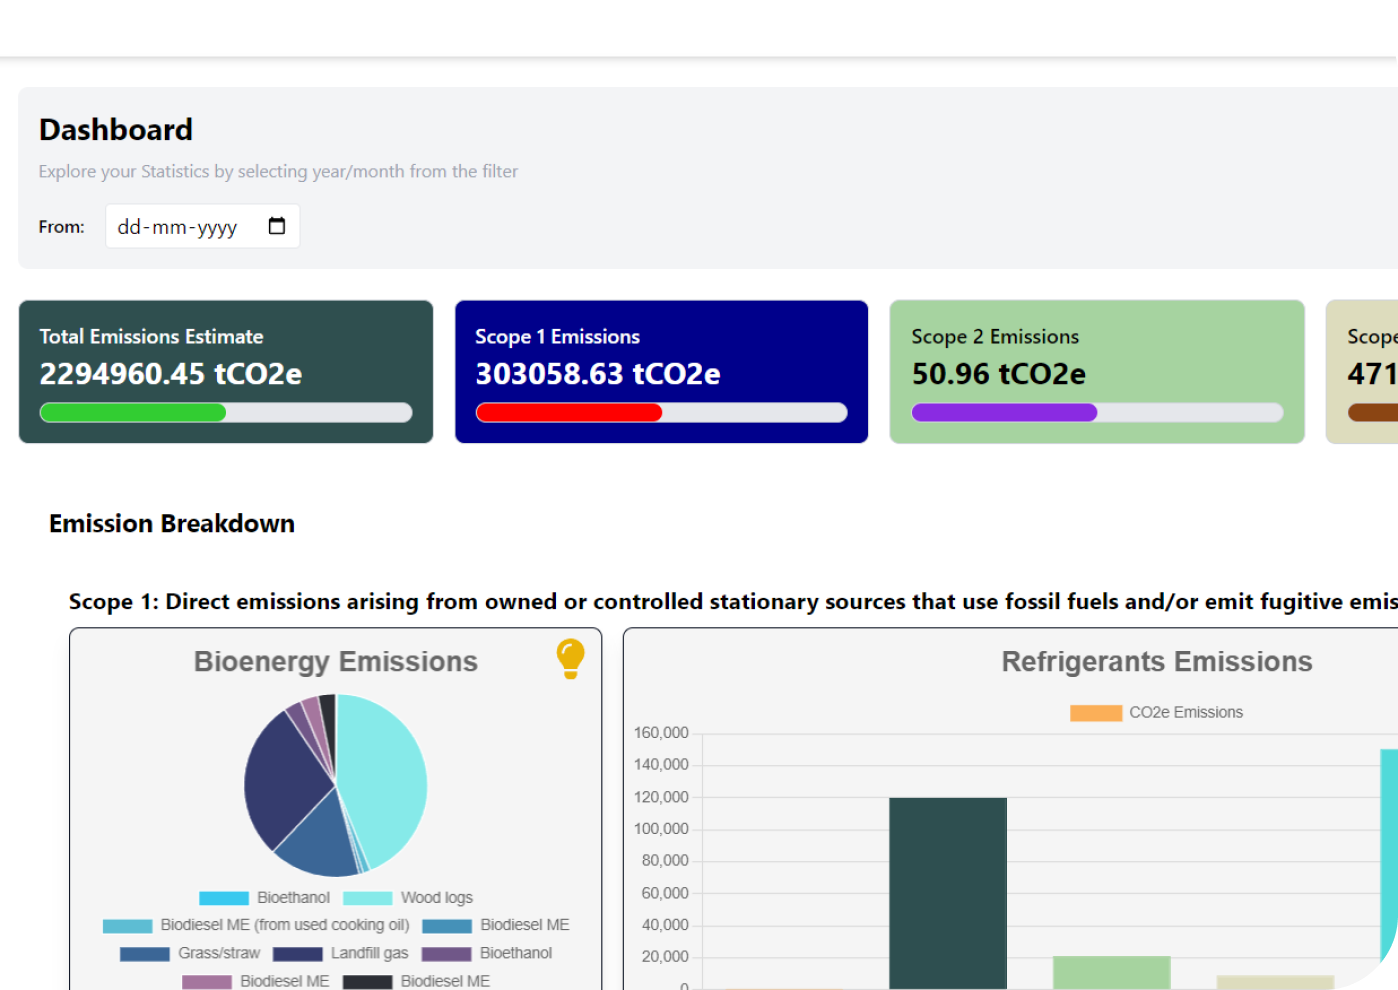 Dashboard
Explore your Statistics by selecting year/month from the filter
From: dd-mm-yyyy
Total Emissions Estimate
2294960.45 tCO2e
Scope 1 Emissions
303058.63 tCO2e
Scope 2 Emissions
50.96 tCO2e
Scope
471
Emission Breakdown
Scope 1: Direct emissions arising from owned or controlled stationary sources that use fossil fuels and/or emit fugitive emis
Bioenergy Emissions
Bioethanol Wood logs
Biodiesel ME (from used cooking oil) Biodiesel ME
Grass/straw Landfill gas Bioethanol
Biodiesel ME Biodiesel ME
Refrigerants Emissions
CO2e Emissions
160,000
140,000
120,000
100,000
80,000
60,000
40,000
20,000
0